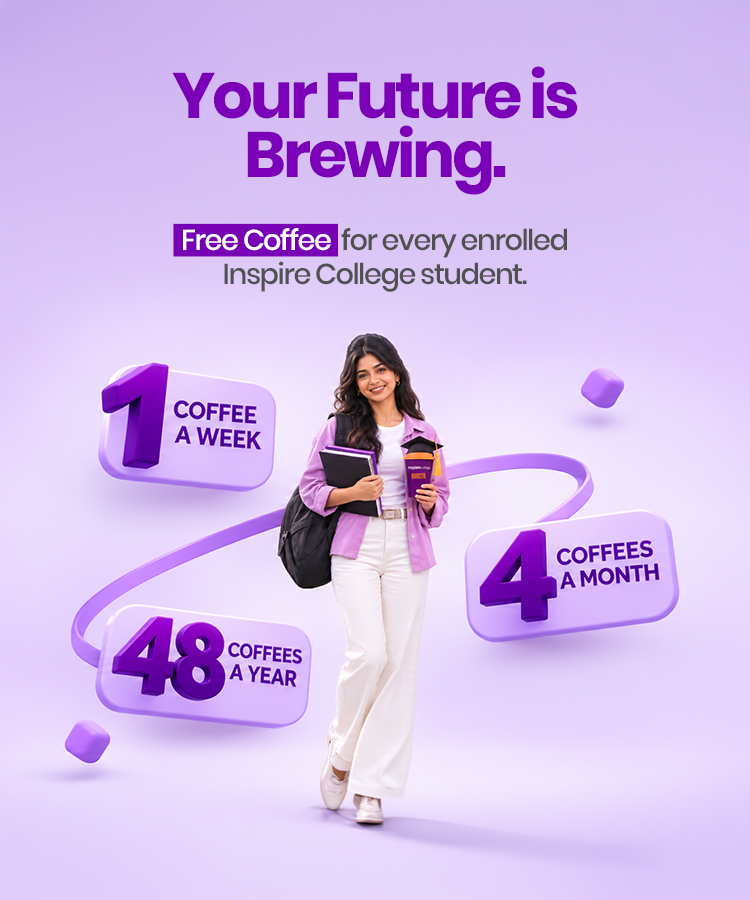 Your Future is
Brewing.
Free Coffee for every enrolled
Inspire College student.
1 COFFEE
A WEEK
4 COFFEES
A MONTH
48 COFFEES
A YEAR